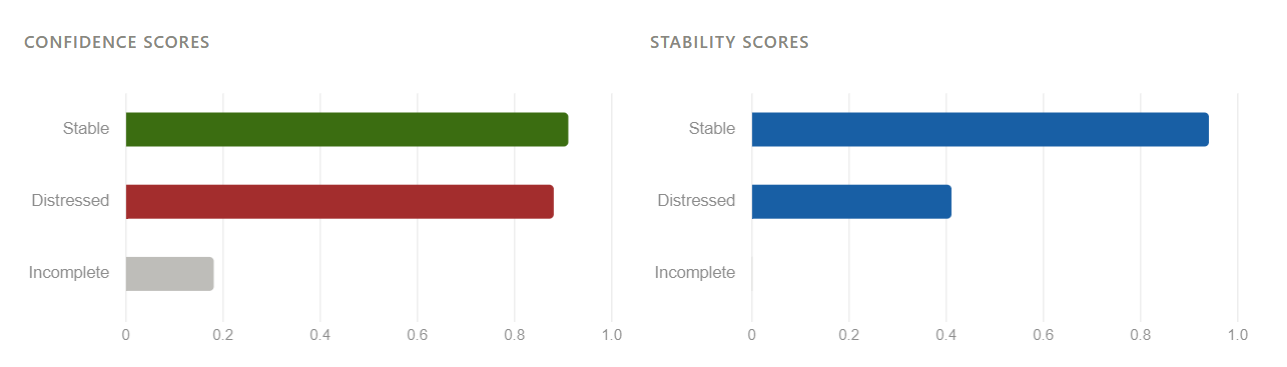 CONFIDENCE SCORES
Stable
Distressed
Incomplete
0 0.2 0.4 0.6 0.8 1.0
STABILITY SCORES
Stable
Distressed
Incomplete
0 0.2 0.4 0.6 0.8 1.0